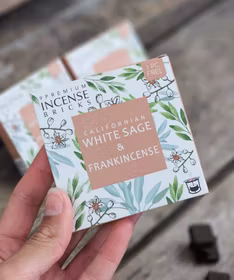 PREMIUM
INCENSE
BRICKS
CALIFORNIAN
WHITE SAGE
&
FRANKINCENSE